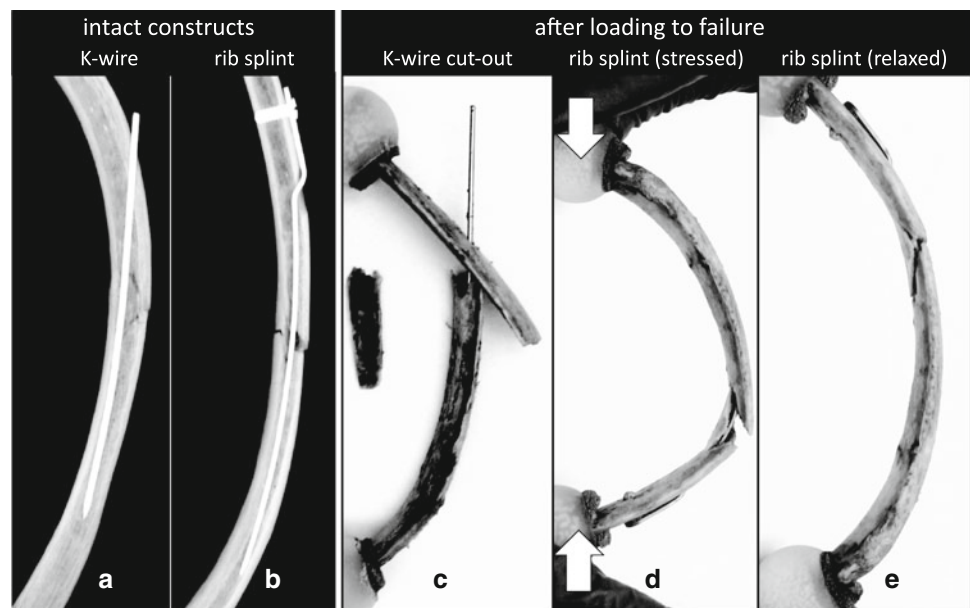 intact constructs
K-wire
rib splint
after loading to failure
K-wire cut-out
rib splint (stressed)
rib splint (relaxed)
a
b
c
d
e